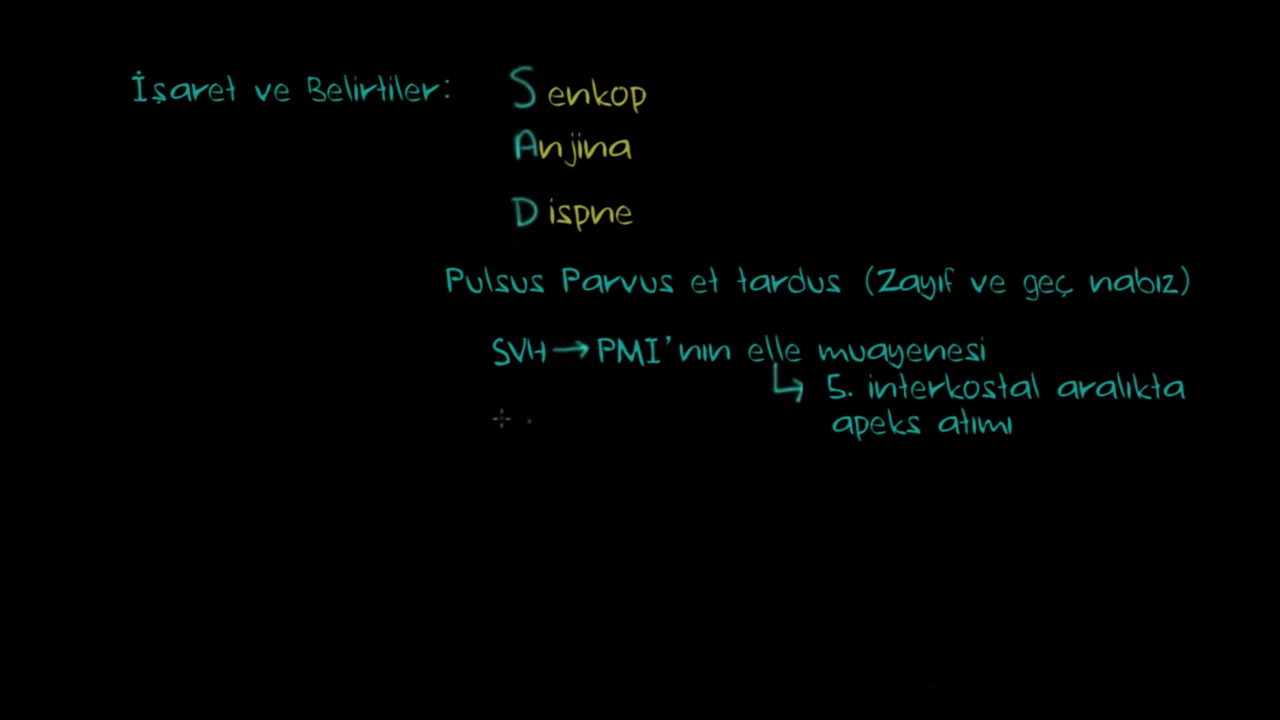 İşaret ve Belirtiler: Senkop
Anjina
Dispne
Pulsus Parvus et tardus (Zayıf ve geç nabız)
SVH → PMI'nın elle muayenesi
↳ 5. interkostal aralıkta
apeks atımı